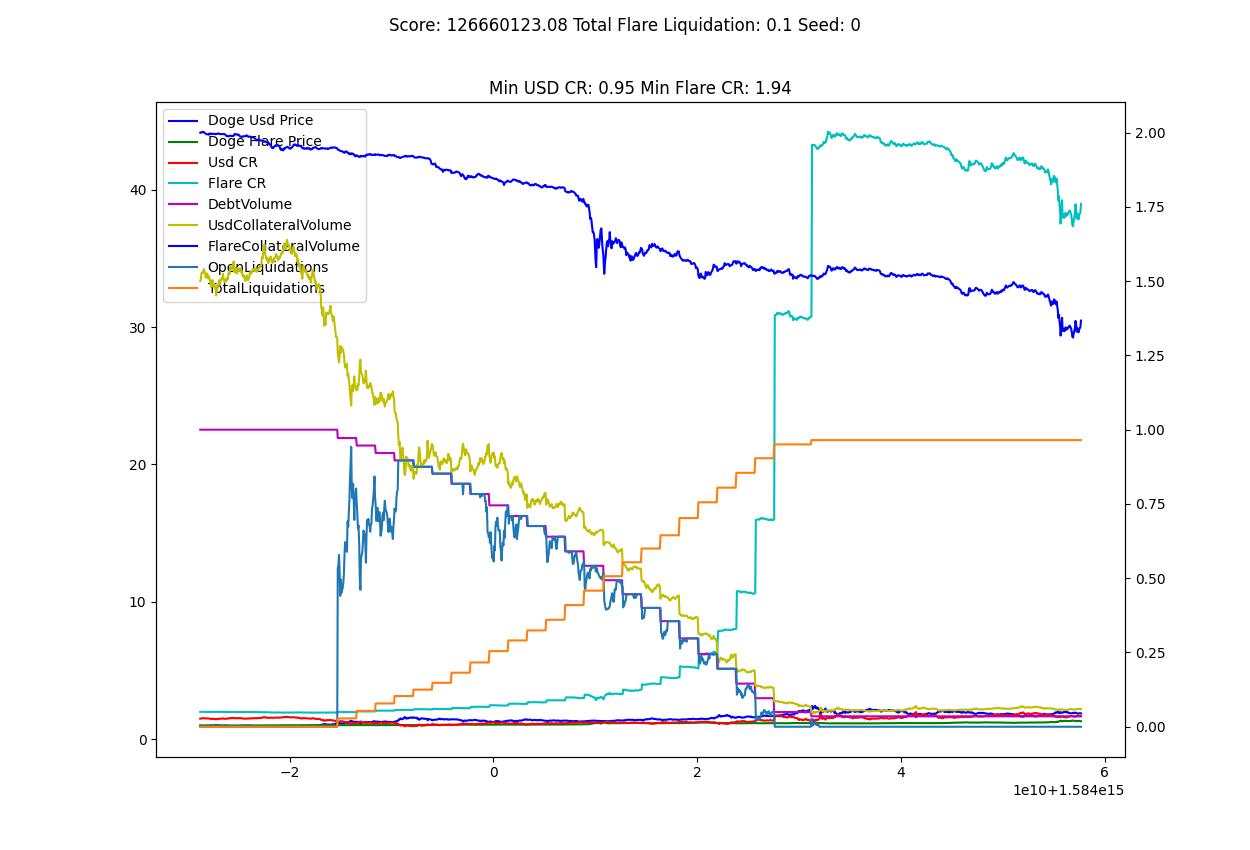 Score: 126660123.08 Total Flare Liquidation: 0.1 Seed: 0
Min USD CR: 0.95 Min Flare CR: 1.94
Doge Usd Price
Doge Flare Price
Usd CR
Flare CR
DebtVolume
UsdCollateralVolume
FlareCollateralVolume
OpenLiquidations
TotalLiquidations
40
30
20
10
0
2.00
1.75
1.50
1.25
1.00
0.75
0.50
0.25
0.00
−2 0 2 4 6
1e10+1.584e15